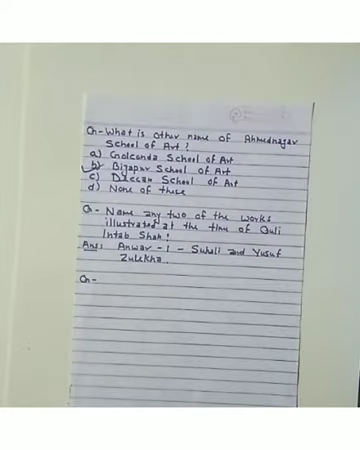 Q- What is other name of Ahmednagar
School of Art?
a) Golconda School of Art
b) Bijapur School of Art
c) Deccan School of Art
d) None of these
Q- Name any two of the works
illustrated at the time of Quli
Intab Shah?
Ans: Anwar - I - Suhali and Yusuf
Zulekha.
Q-